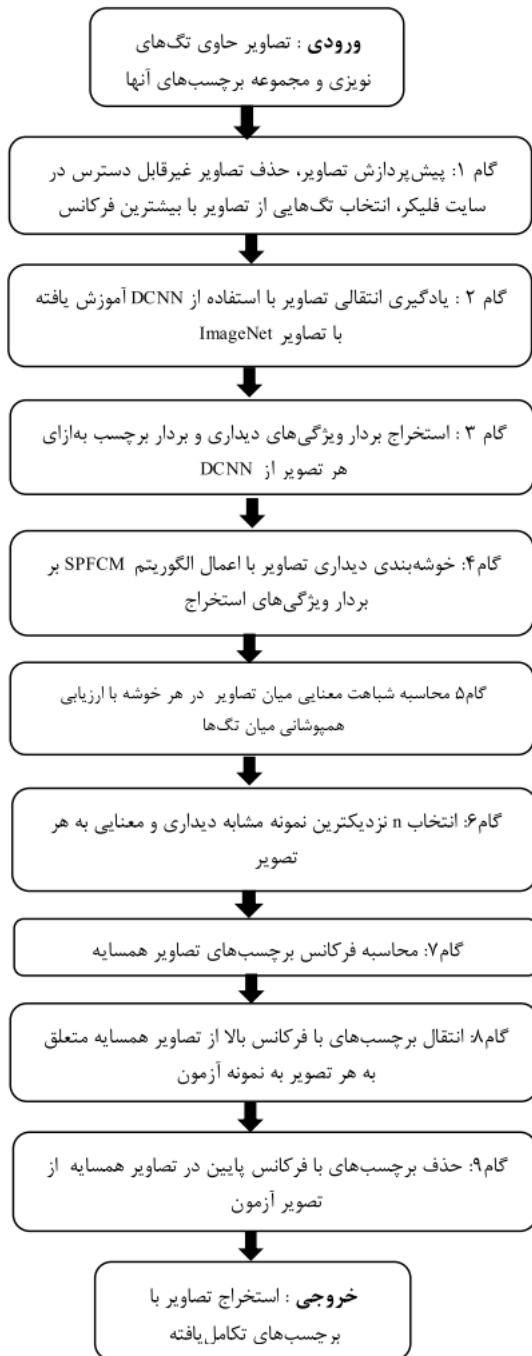 ورودی : تصاویر حاوی تگ‌های
نویزی و مجموعه برچسب‌های آنها
گام ۱: پیش‌پردازش تصاویر، حذف تصاویر غیرقابل دسترس در
سایت فلیکر، انتخاب تگ‌هایی از تصاویر با بیشترین فرکانس
گام ۲ : یادگیری انتقالی تصاویر با استفاده از DCNN آموزش یافته
با تصاویر ImageNet
گام ۳ : استخراج بردار ویژگی‌های دیداری و بردار برچسب به‌ازای
هر تصویر از DCNN
گام۴: خوشه‌بندی دیداری تصاویر با اعمال الگوریتم SPFCM بر
بردار ویژگی‌های استخراج
گام۵ محاسبه شباهت معنایی میان تصاویر در هر خوشه با ارزیابی
همپوشانی میان تگ‌ها
گام۶: انتخاب n نزدیکترین نمونه مشابه دیداری و معنایی به هر
تصویر
گام۷: محاسبه فرکانس برچسب‌های تصاویر همسایه
گام۸: انتقال برچسب‌های با فرکانس بالا از تصاویر همسایه متعلق
به هر تصویر به نمونه آزمون
گام۹: حذف برچسب‌های با فرکانس پایین در تصاویر همسایه از
تصویر آزمون
خروجی : استخراج تصاویر با
برچسب‌های تکامل‌یافته